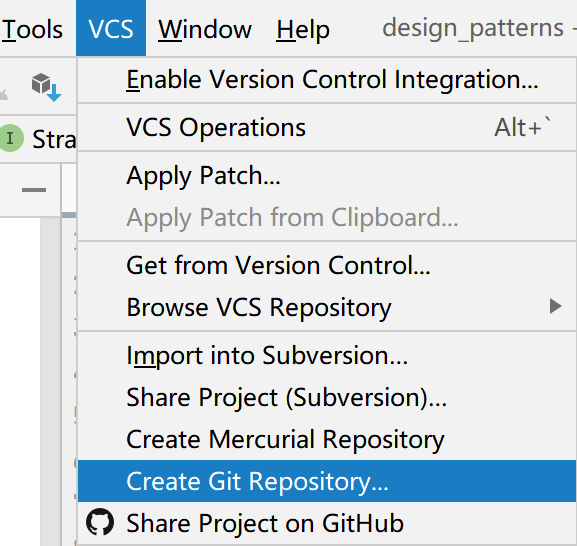 Tools VCS Window Help design_patterns -
Enable Version Control Integration...
I Stra
VCS Operations Alt+`
Apply Patch...
Apply Patch from Clipboard...
Get from Version Control...
Browse VCS Repository
Import into Subversion...
Share Project (Subversion)...
Create Mercurial Repository
Create Git Repository...
Share Project on GitHub